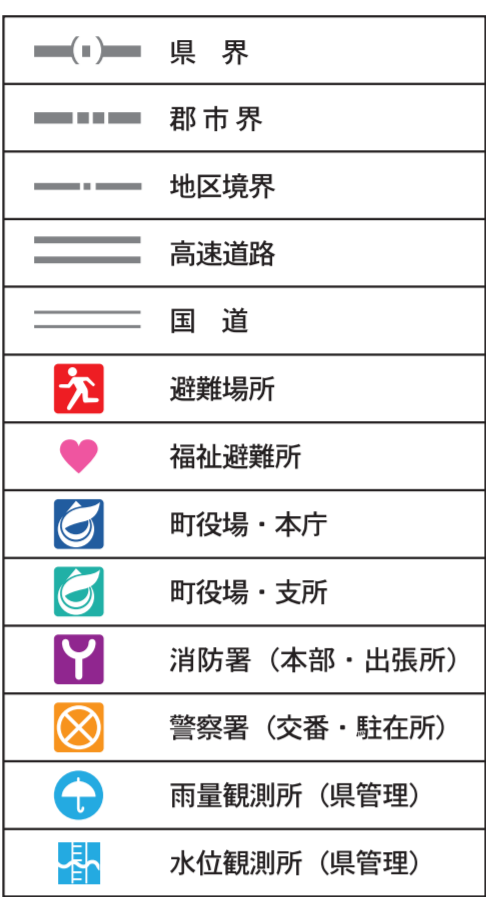 県　界
郡市界
地区境界
高速道路
国　道
避難場所
福祉避難所
町役場・本庁
町役場・支所
消防署（本部・出張所）
警察署（交番・駐在所）
雨量観測所（県管理）
水位観測所（県管理）